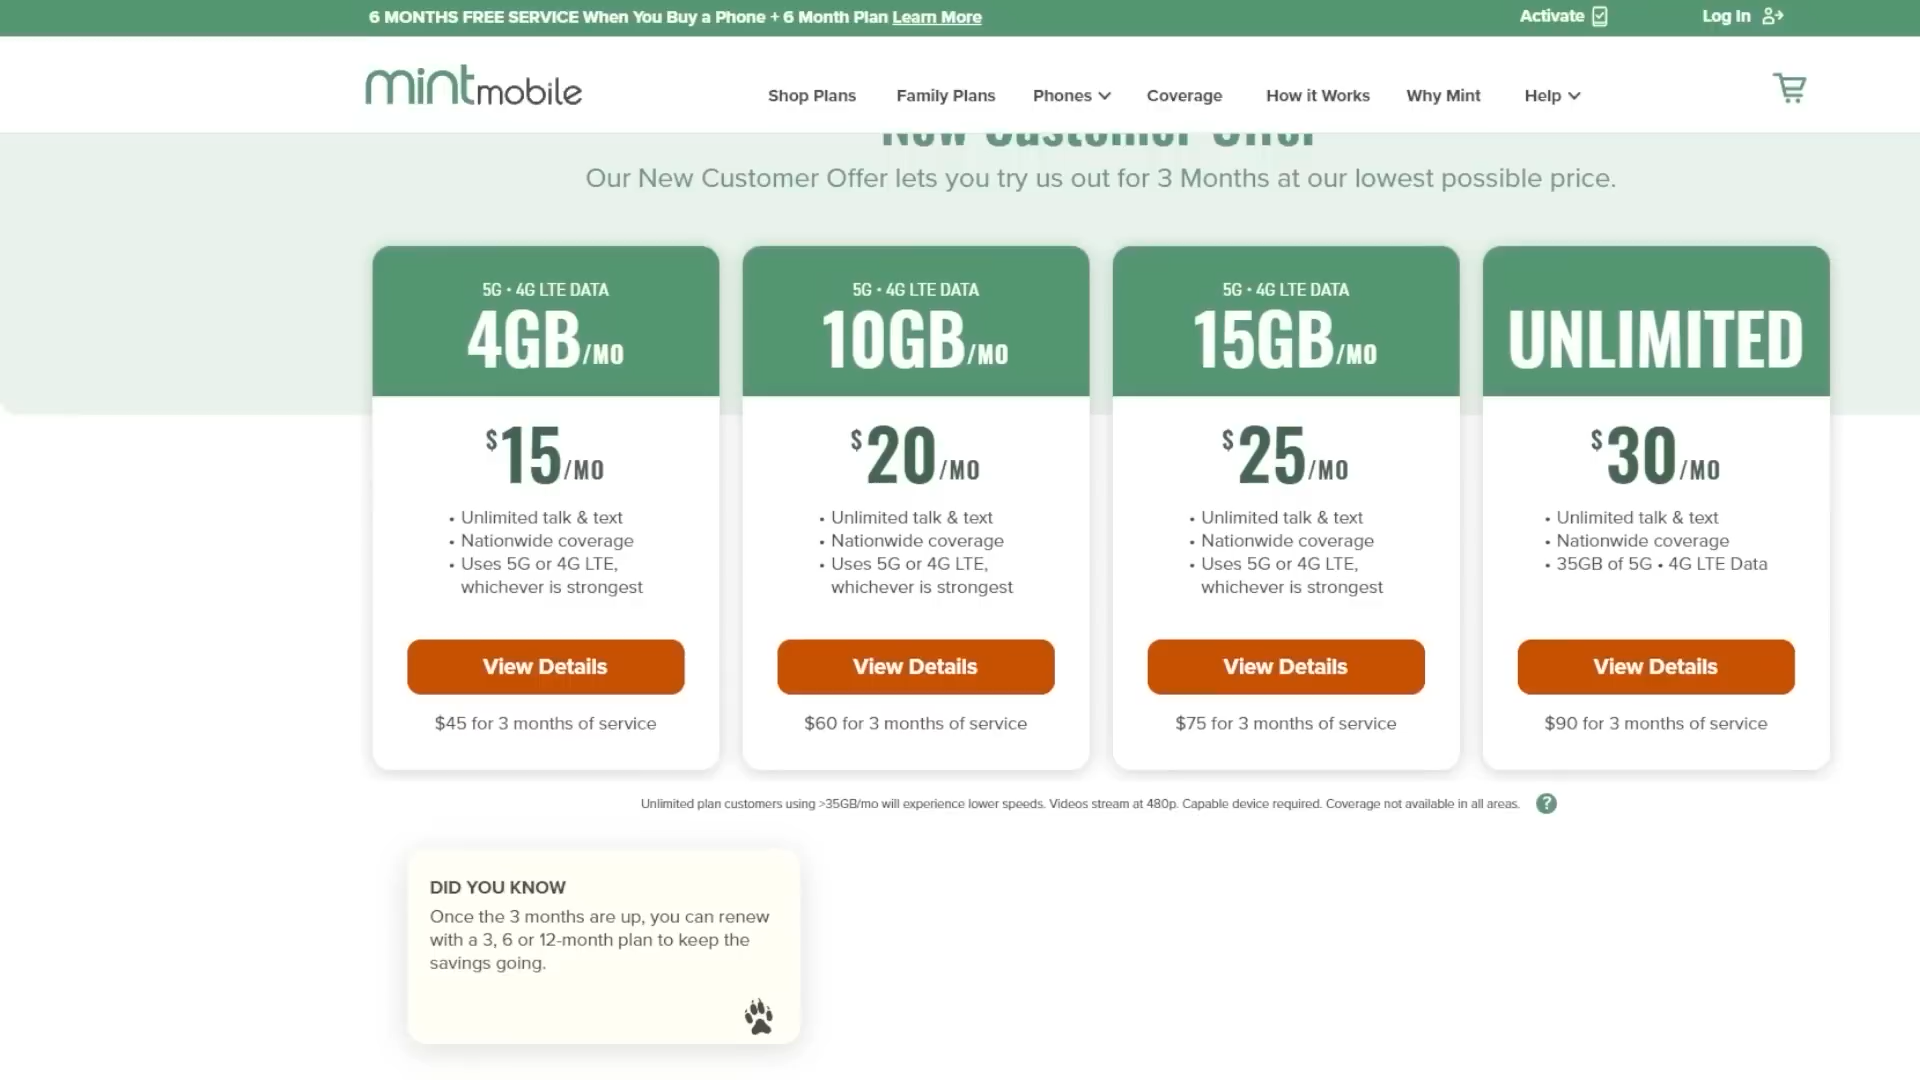 6 MONTHS FREE SERVICE When You Buy a Phone + 6 Month Plan Learn More
Activate
Log In
mintmobile
Shop Plans
Family Plans
Phones
Coverage
How it Works
Why Mint
Help
New Customer Offer
Our New Customer Offer lets you try us out for 3 Months at our lowest possible price.
5G • 4G LTE DATA
4GB/MO
$15/MO
• Unlimited talk & text
• Nationwide coverage
• Uses 5G or 4G LTE,
whichever is strongest
View Details
$45 for 3 months of service
5G • 4G LTE DATA
10GB/MO
$20/MO
• Unlimited talk & text
• Nationwide coverage
• Uses 5G or 4G LTE,
whichever is strongest
View Details
$60 for 3 months of service
5G • 4G LTE DATA
15GB/MO
$25/MO
• Unlimited talk & text
• Nationwide coverage
• Uses 5G or 4G LTE,
whichever is strongest
View Details
$75 for 3 months of service
UNLIMITED
$30/MO
• Unlimited talk & text
• Nationwide coverage
• 35GB of 5G • 4G LTE Data
View Details
$90 for 3 months of service
Unlimited plan customers using >35GB/mo will experience lower speeds. Videos stream at 480p. Capable device required. Coverage not available in all areas. ?
DID YOU KNOW
Once the 3 months are up, you can renew
with a 3, 6 or 12-month plan to keep the
savings going.